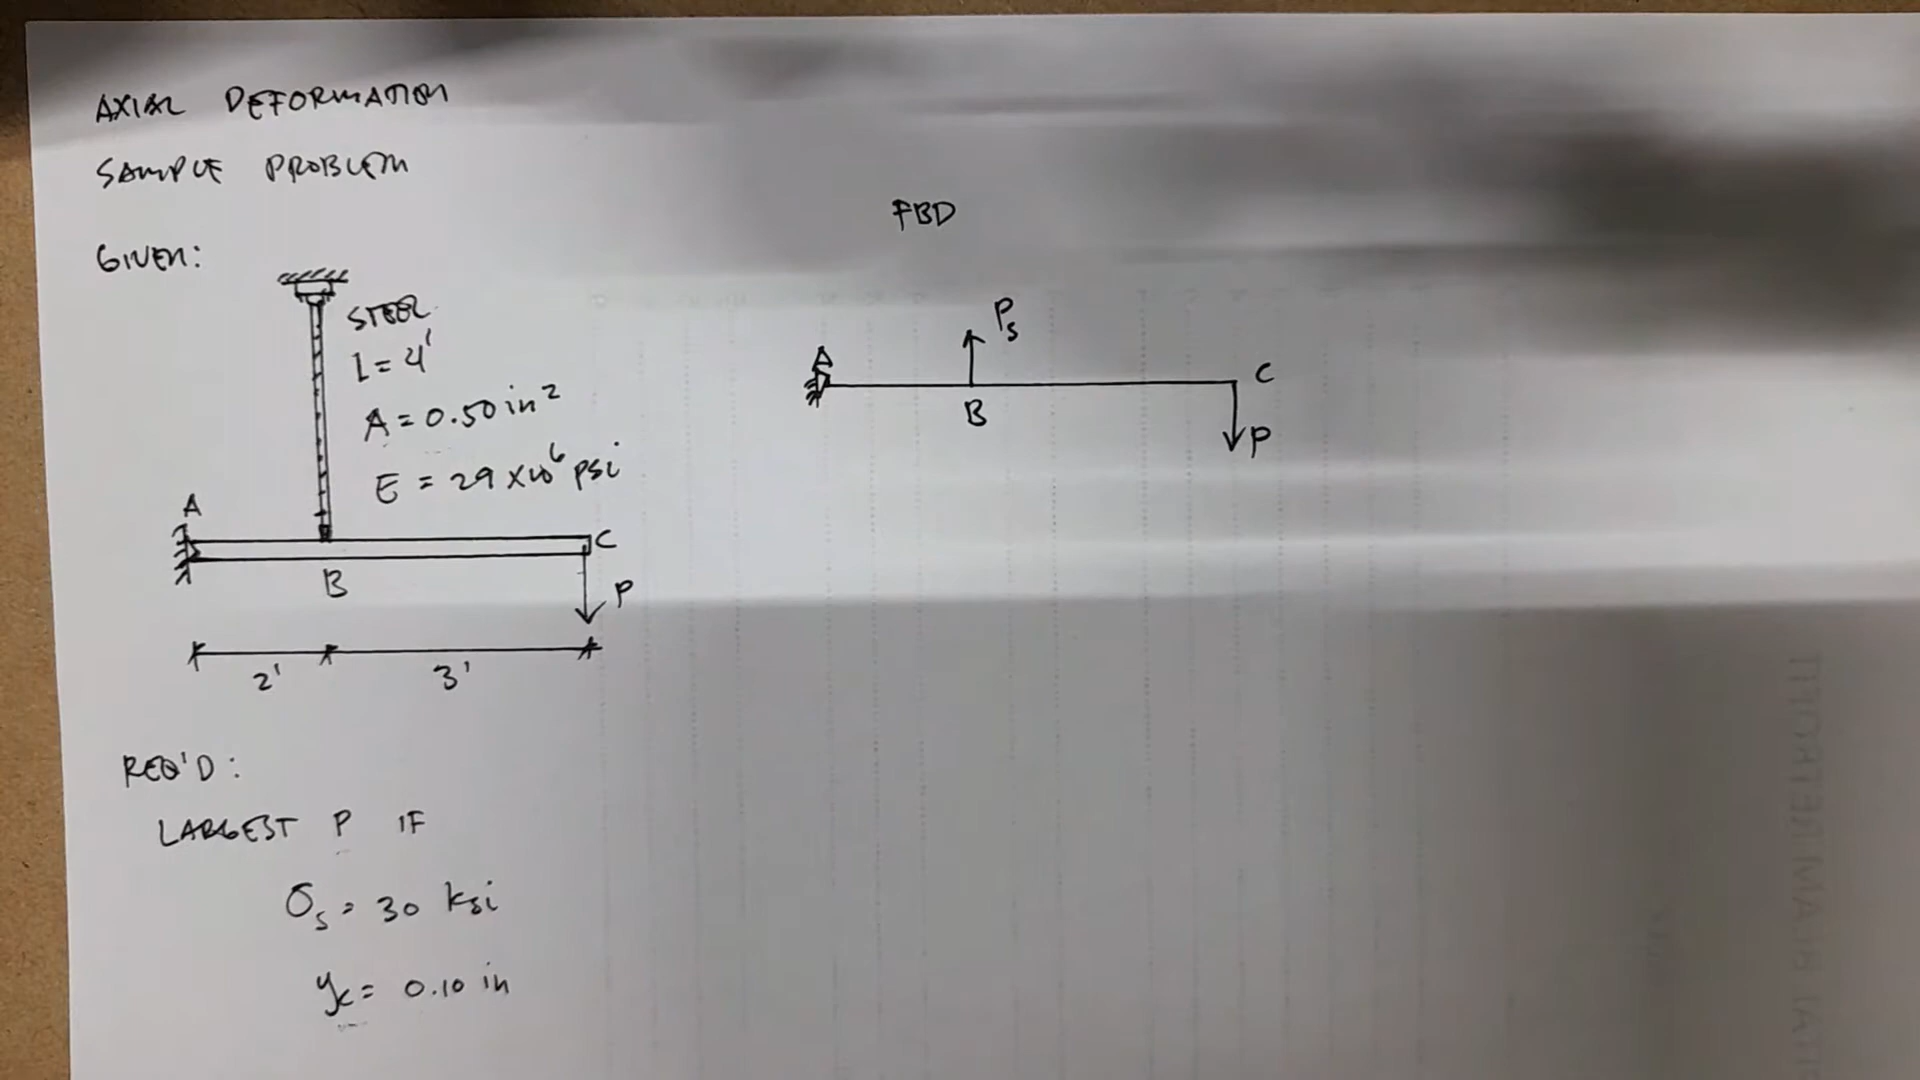 AXIAL DEFORMATION
SAMPLE PROBLEM
GIVEN:
STEEL
L = 4'
A = 0.50 in²
E = 29 x10⁶ psi
A
B
C
P
2'
3'
REQ'D:
LARGEST P IF
σs = 30 ksi
yc = 0.10 in
FBD
Ps
A
B
C
P